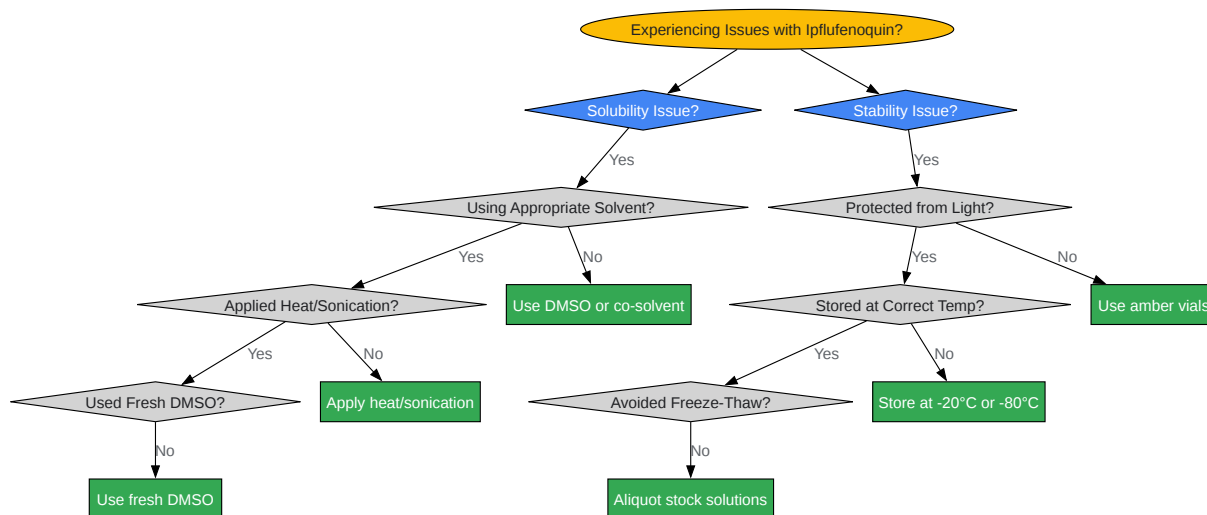 Experiencing Issues with Ipflufenoquin?
Solubility Issue?
Stability Issue?
Yes
Yes
Using Appropriate Solvent?
Protected from Light?
Yes
No
Yes
No
Applied Heat/Sonication?
Use DMSO or co-solvent
Stored at Correct Temp?
Use amber vials
Yes
No
Yes
No
Used Fresh DMSO?
Apply heat/sonication
Avoided Freeze-Thaw?
Store at -20°C or -80°C
No
No
Use fresh DMSO
Aliquot stock solutions